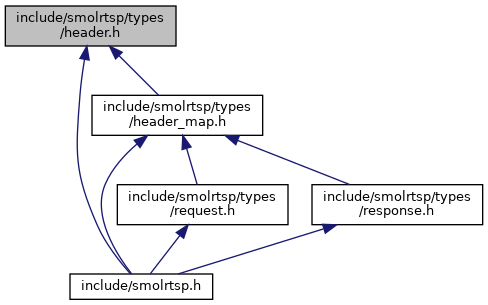 include/smolrtsp/types
/header.h
include/smolrtsp/types
/header_map.h
include/smolrtsp/types
/request.h
include/smolrtsp/types
/response.h
include/smolrtsp.h